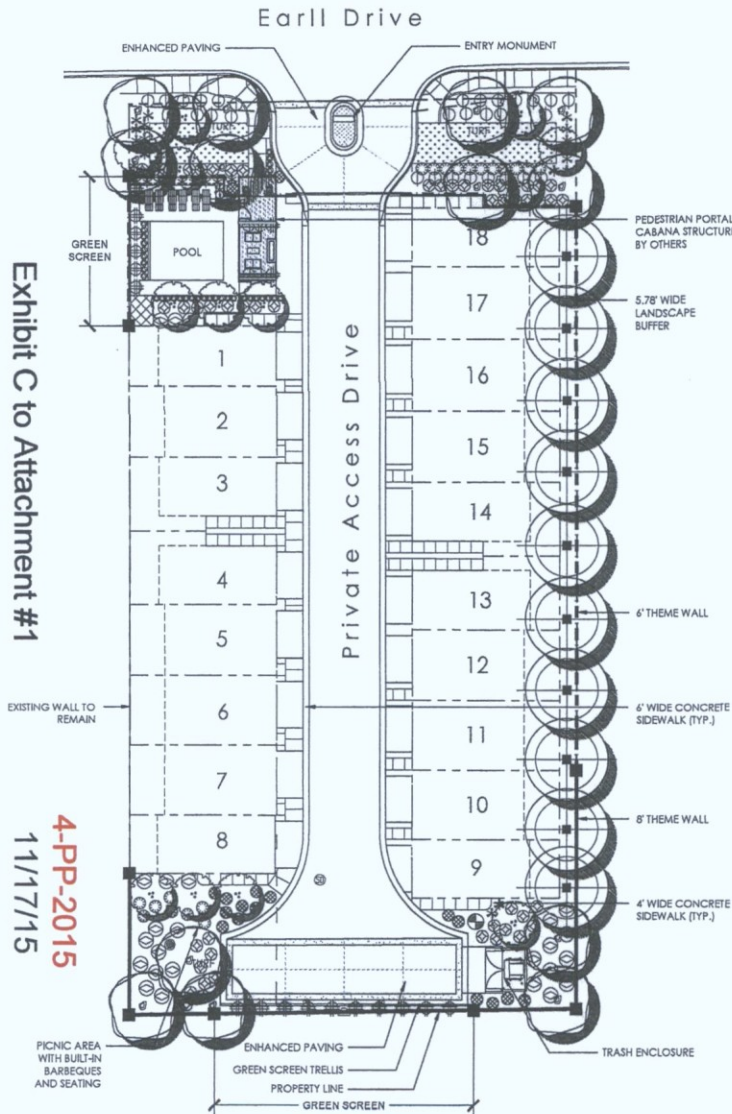 Earll Drive
ENHANCED PAVING
ENTRY MONUMENT
TURF
TURF
PEDESTRIAN PORTAL
CABANA STRUCTURE
BY OTHERS
GREEN
SCREEN
POOL
18
17
5.78' WIDE
LANDSCAPE
BUFFER
1
16
2
15
3
14
Private Access Drive
4
13
6' THEME WALL
5
12
EXISTING WALL TO
REMAIN
6
11
6' WIDE CONCRETE
SIDEWALK (TYP.)
7
10
8' THEME WALL
8
9
4' WIDE CONCRETE
SIDEWALK (TYP.)
Exhibit C to Attachment #1
4-PP-2015
11/17/15
TURF
PICNIC AREA
WITH BUILT-IN
BARBEQUES
AND SEATING
ENHANCED PAVING
GREEN SCREEN TRELLIS
PROPERTY LINE
GREEN SCREEN
TRASH ENCLOSURE